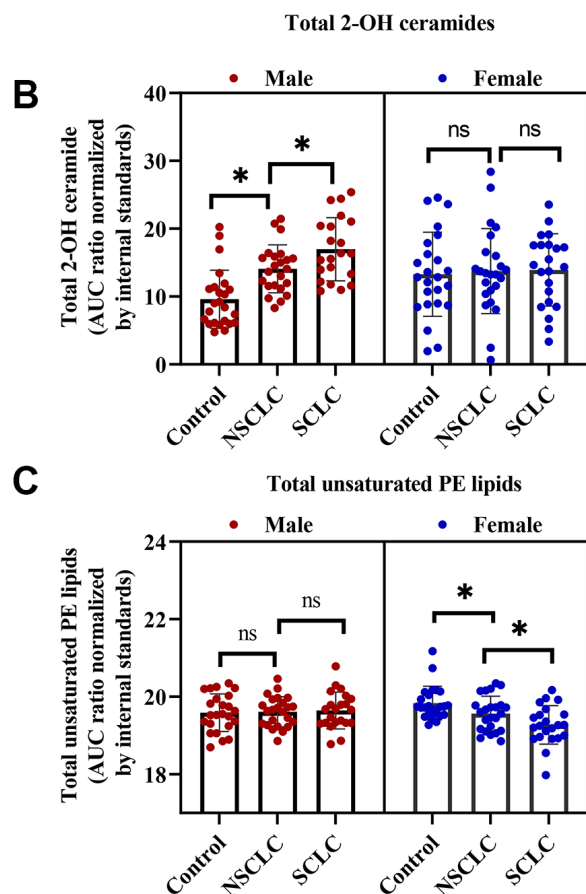 Total 2-OH ceramides
B
Male
Female
Total 2-OH ceramide
(AUC ratio normalized
by internal standards)
40
30
20
10
0
*
*
ns
ns
Control
NSCLC
SCLC
Control
NSCLC
SCLC
C
Total unsaturated PE lipids
Male
Female
Total unsaturated PE lipids
(AUC ratio normalized
by internal standards)
24
22
20
18
ns
ns
*
*
Control
NSCLC
SCLC
Control
NSCLC
SCLC